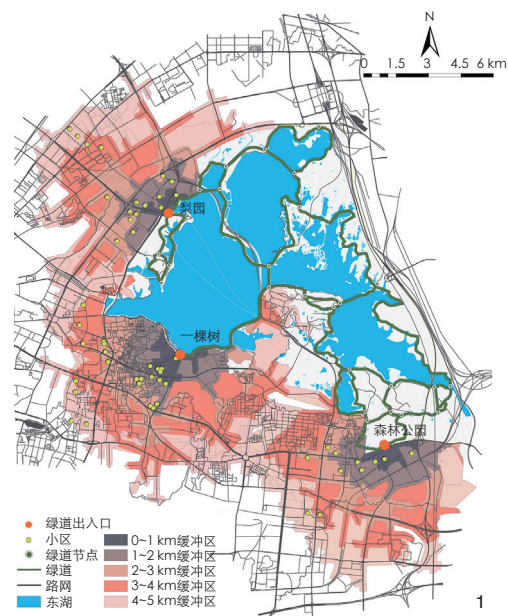 N
0 1.5 3 4.5 6 km
梨园
一棵树
森林公园
绿道出入口
小区
绿道节点
绿道
路网
东湖
0~1 km缓冲区
1~2 km缓冲区
2~3 km缓冲区
3~4 km缓冲区
4~5 km缓冲区
1